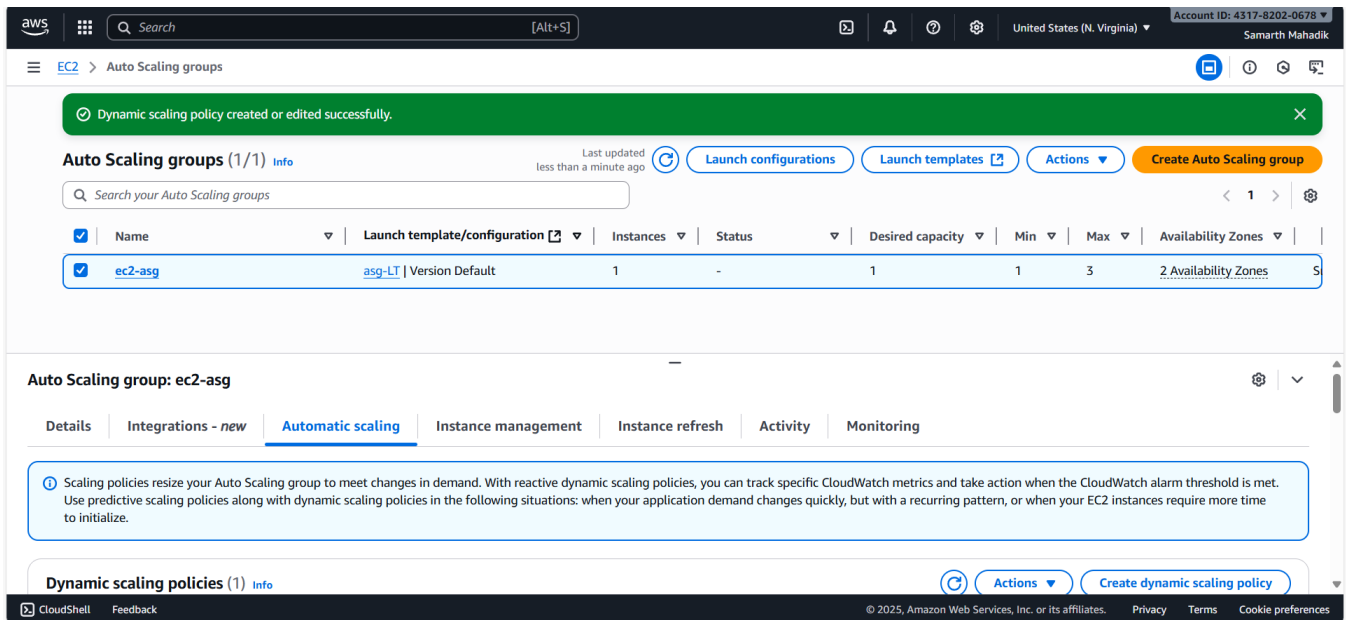 aws
Search [Alt+S]
United States (N. Virginia) ▼
Account ID: 4317-8202-0678 ▼
Samarth Mahadik
EC2 > Auto Scaling groups
Dynamic scaling policy created or edited successfully.
Auto Scaling groups (1/1) Info
Last updated
less than a minute ago
Launch configurations
Launch templates
Actions ▼
Create Auto Scaling group
Search your Auto Scaling groups
< 1 >
Name
Launch template/configuration
Instances
Status
Desired capacity
Min
Max
Availability Zones
ec2-asg
asg-LT | Version Default
1
-
1
1
3
2 Availability Zones
Auto Scaling group: ec2-asg
Details
Integrations - new
Automatic scaling
Instance management
Instance refresh
Activity
Monitoring
Scaling policies resize your Auto Scaling group to meet changes in demand. With reactive dynamic scaling policies, you can track specific CloudWatch metrics and take action when the CloudWatch alarm threshold is met.
Use predictive scaling policies along with dynamic scaling policies in the following situations: when your application demand changes quickly, but with a recurring pattern, or when your EC2 instances require more time
to initialize.
Dynamic scaling policies (1) Info
Actions ▼
Create dynamic scaling policy
CloudShell
Feedback
© 2025, Amazon Web Services, Inc. or its affiliates.
Privacy
Terms
Cookie preferences